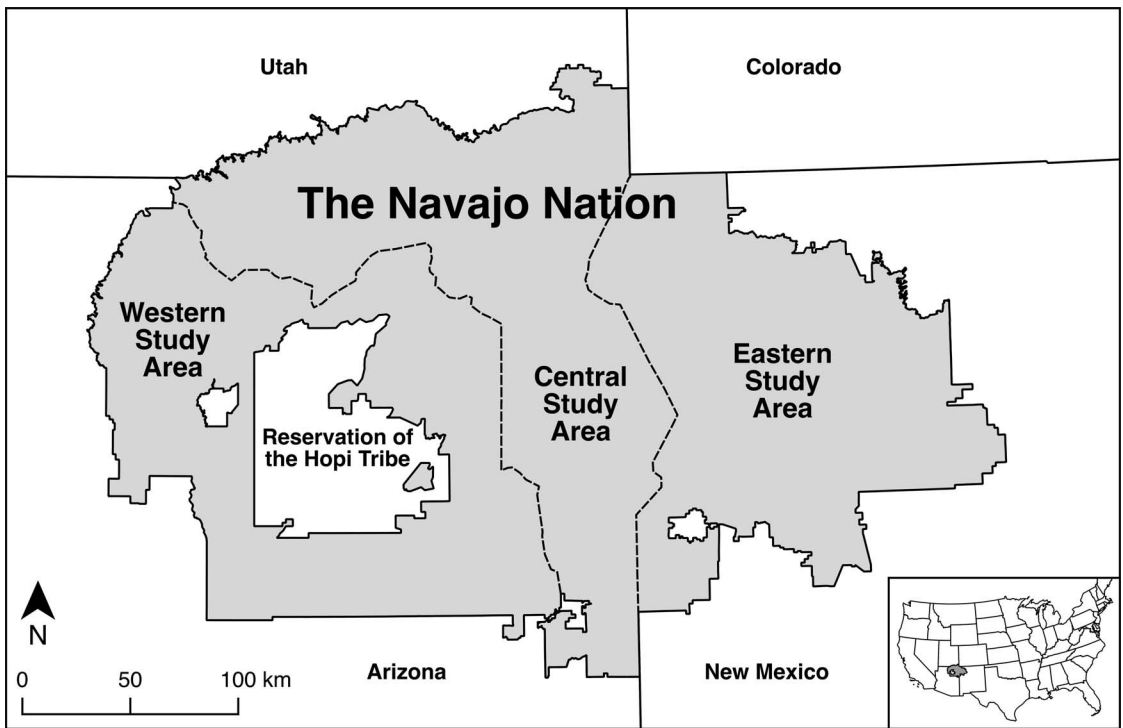 Utah
Colorado
The Navajo Nation
Western
Study
Area
Central
Study
Area
Eastern
Study
Area
Reservation of
the Hopi Tribe
N
0 50 100 km
Arizona
New Mexico